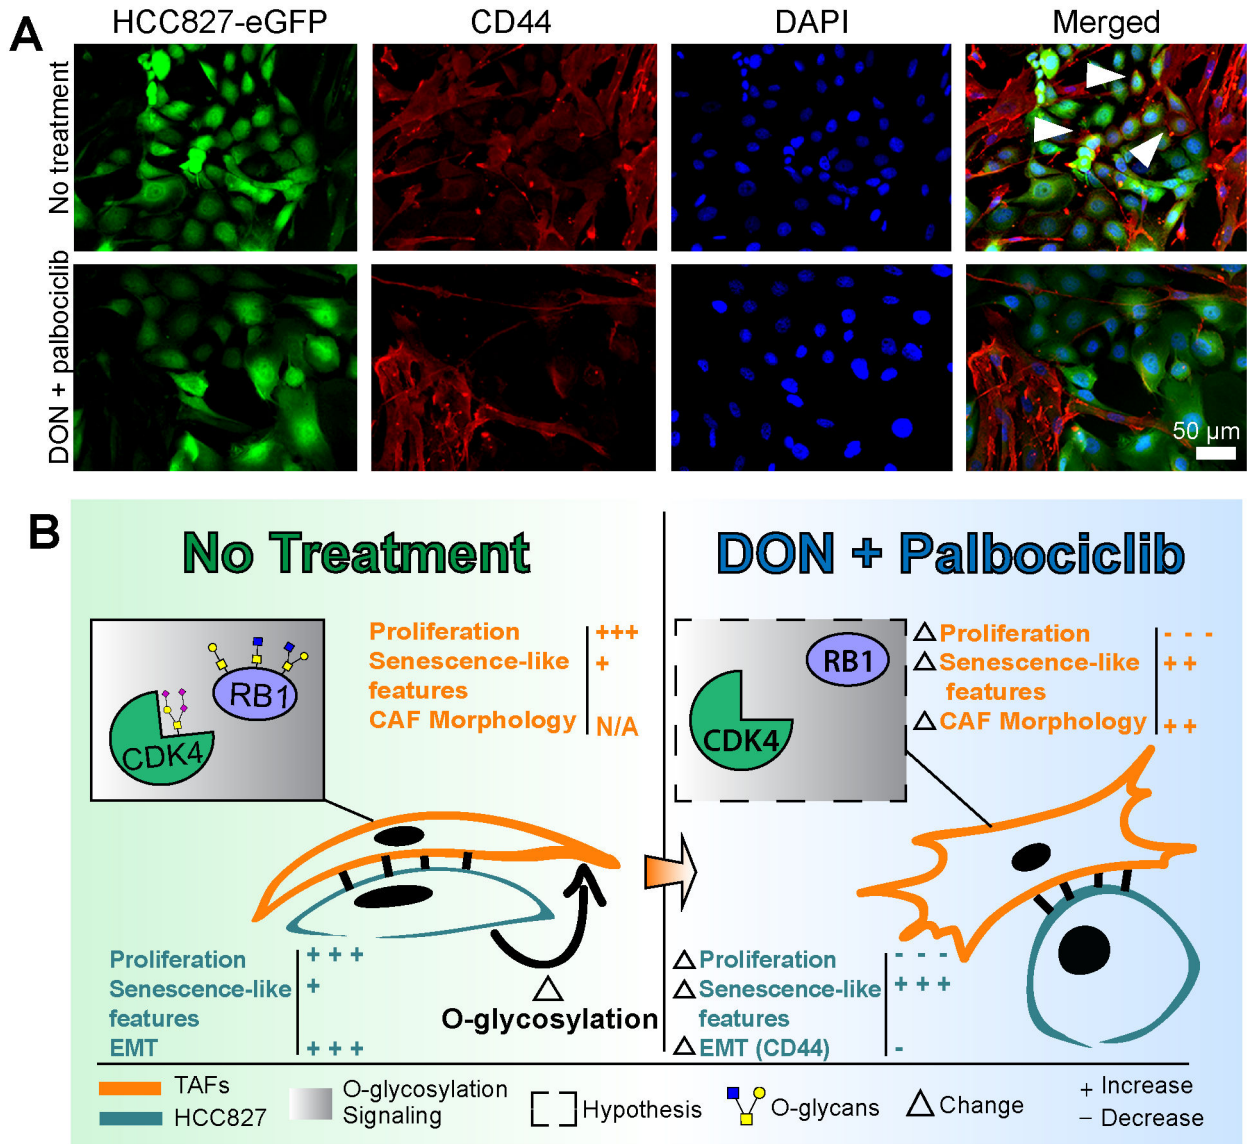 A
HCC827-eGFP
CD44
DAPI
Merged
No treatment
DON + palbociclib
50 µm
B
No Treatment
DON + Palbociclib
RB1
CDK4
Proliferation +++
Senescence-like +
features
CAF Morphology N/A
RB1
CDK4
△ Proliferation - - -
△ Senescence-like ++
features
△ CAF Morphology ++
Proliferation +++
Senescence-like +
features
EMT +++
△
O-glycosylation
△ Proliferation - - -
△ Senescence-like +++
features
△ EMT (CD44) -
TAFs
HCC827
O-glycosylation
Signaling
Hypothesis
O-glycans
△ Change
+ Increase
− Decrease